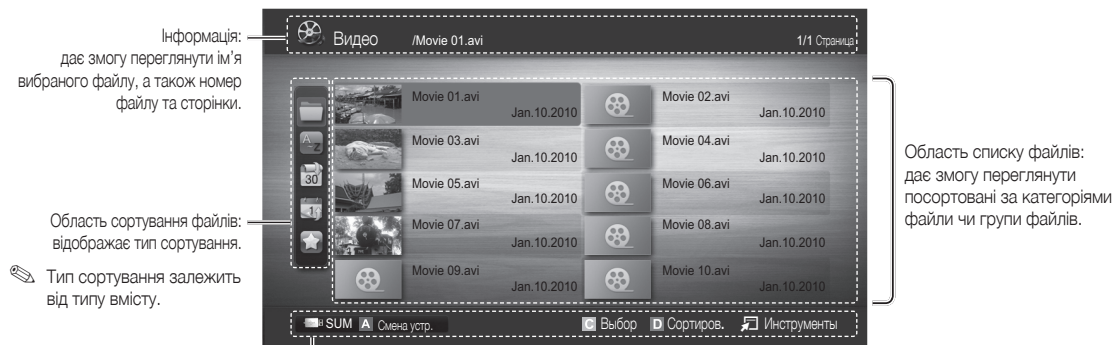 Інформація:
дає змогу переглянути ім'я
вибраного файлу, а також номер
файлу та сторінки.
Область сортування файлів:
відображає тип сортування.
Тип сортування залежить
від типу вмісту.
Видео /Movie 01.avi 1/1 Страница
Movie 01.avi
Jan.10.2010
Movie 02.avi
Jan.10.2010
Movie 03.avi
Jan.10.2010
Movie 04.avi
Jan.10.2010
Movie 05.avi
Jan.10.2010
Movie 06.avi
Jan.10.2010
Movie 07.avi
Jan.10.2010
Movie 08.avi
Jan.10.2010
Movie 09.avi
Jan.10.2010
Movie 10.avi
Jan.10.2010
A Z
30
1
SUM A Смена устр. C Выбор D Сортиров. Инструменты
Область списку файлів:
дає змогу переглянути
посортовані за категоріями
файли чи групи файлів.